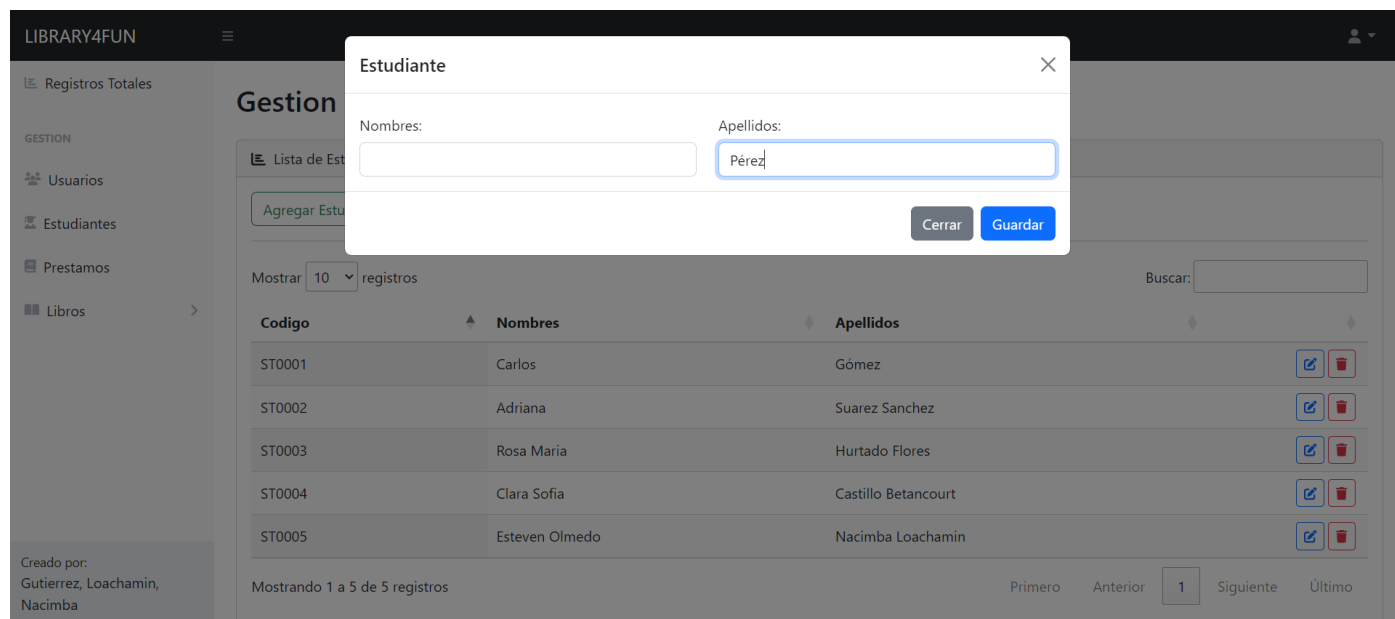 LIBRARY4FUN
Registros Totales
GESTION
Usuarios
Estudiantes
Prestamos
Libros
Creado por:
Gutierrez, Loachamin,
Nacimba
Estudiante
Nombres:
Apellidos:
Pérez
Cerrar
Guardar
Gestion
Lista de Est
Agregar Estu
Mostrar 10 registros
Buscar:
Codigo Nombres Apellidos
ST0001 Carlos Gómez
ST0002 Adriana Suarez Sanchez
ST0003 Rosa Maria Hurtado Flores
ST0004 Clara Sofia Castillo Betancourt
ST0005 Esteven Olmedo Nacimba Loachamin
Mostrando 1 a 5 de 5 registros
Primero Anterior 1 Siguiente Último